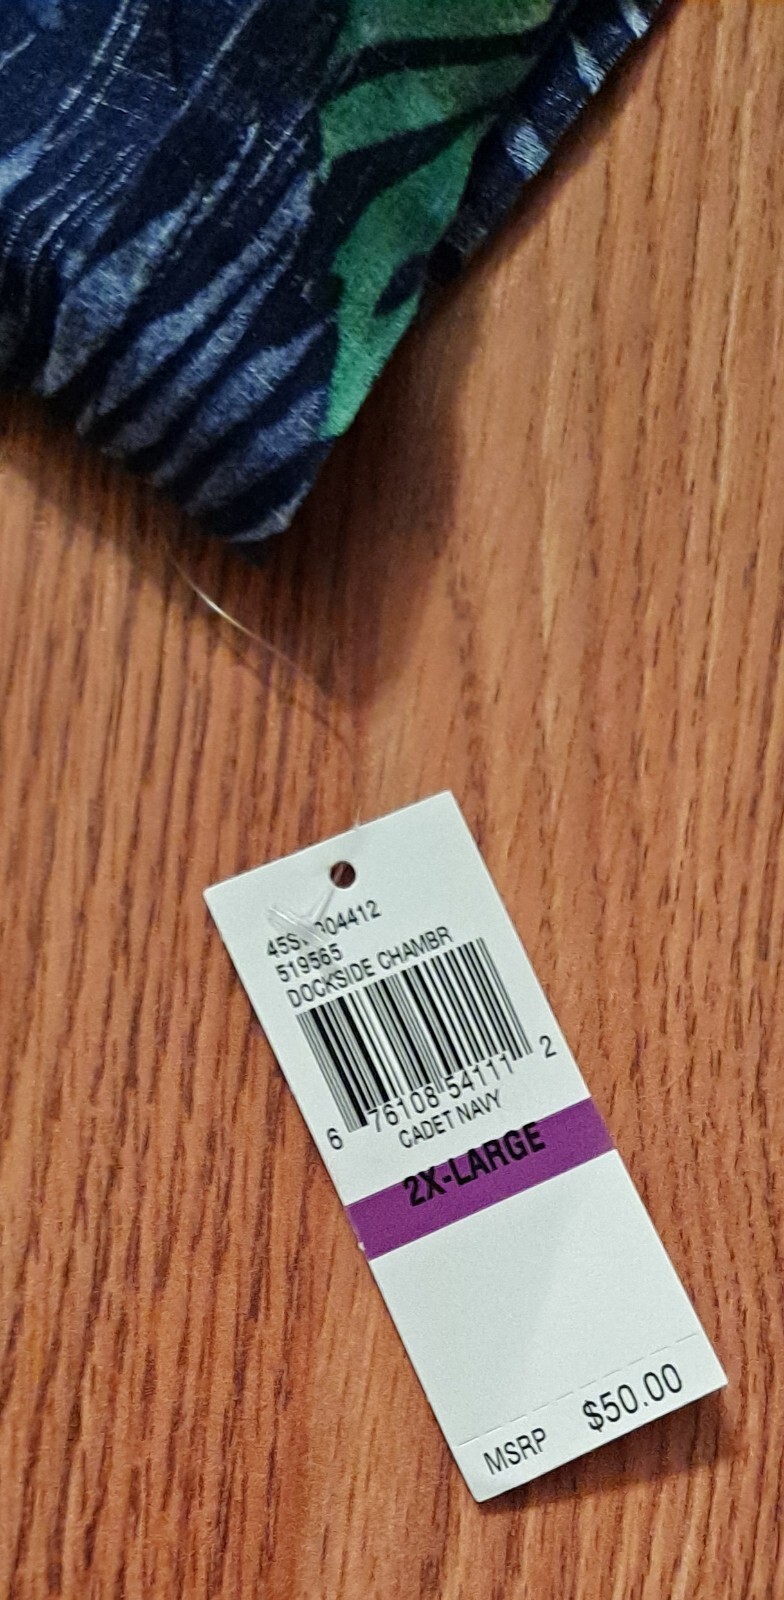 519565
DOCKSIDE CHAMBR
6 76108 54111 2
CADET NAVY
2X-LARGE
MSRP $50.00